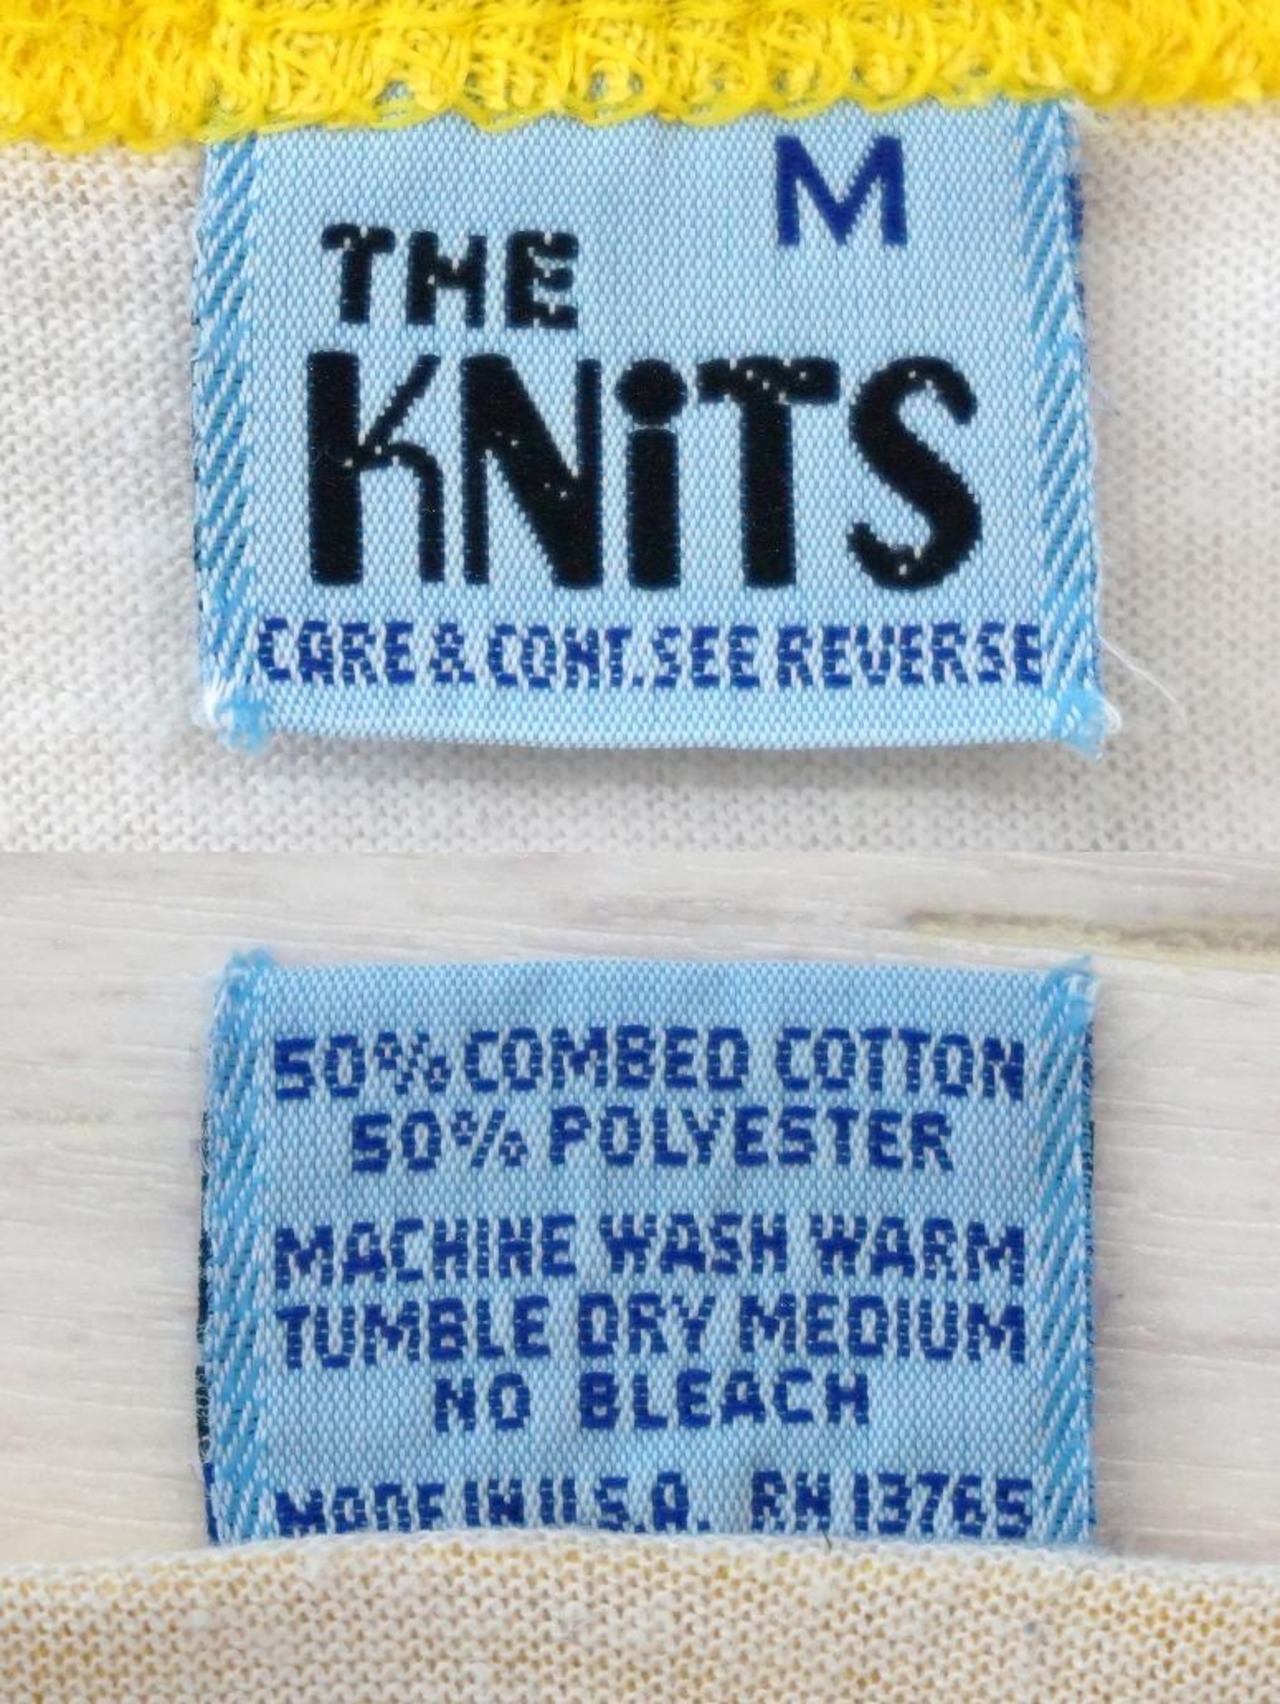 M
THE
KNiTS
CARE & CONT. SEE REVERSE
50% COMBED COTTON
50% POLYESTER
MACHINE WASH WARM
TUMBLE DRY MEDIUM
NO BLEACH
MADE IN U.S.A. RN 13765